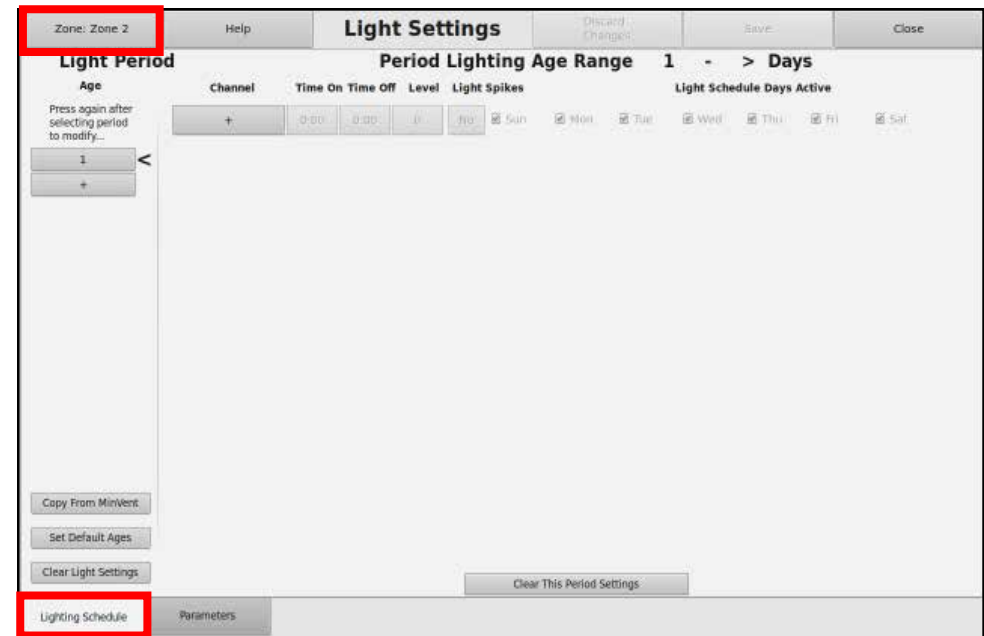 Zone: Zone 2 Help Light Settings Discard Changes Save Close
Light Period Period Lighting Age Range 1 - > Days
Age Channel Time On Time Off Level Light Spikes Light Schedule Days Active
Press again after
selecting period
to modify...
+ 0:00 0:00 0 No Sun Mon Tue Wed Thu Fri Sat
1 <
+
Copy From MinVent
Set Default Ages
Clear Light Settings
Clear This Period Settings
Lighting Schedule Parameters